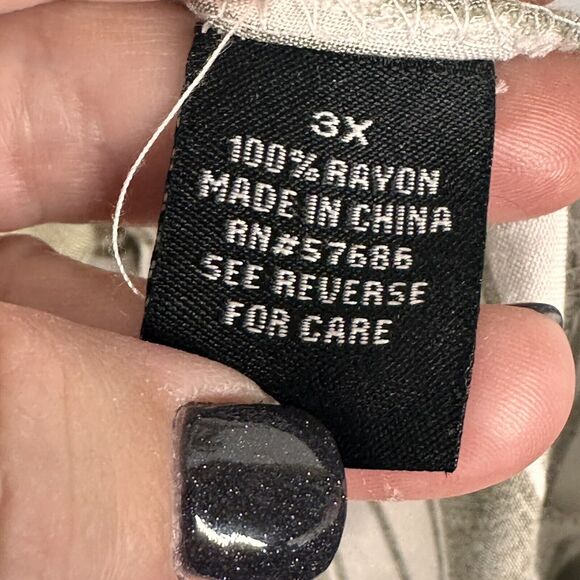 3X
100% RAYON
MADE IN CHINA
RN#57686
SEE REVERSE
FOR CARE